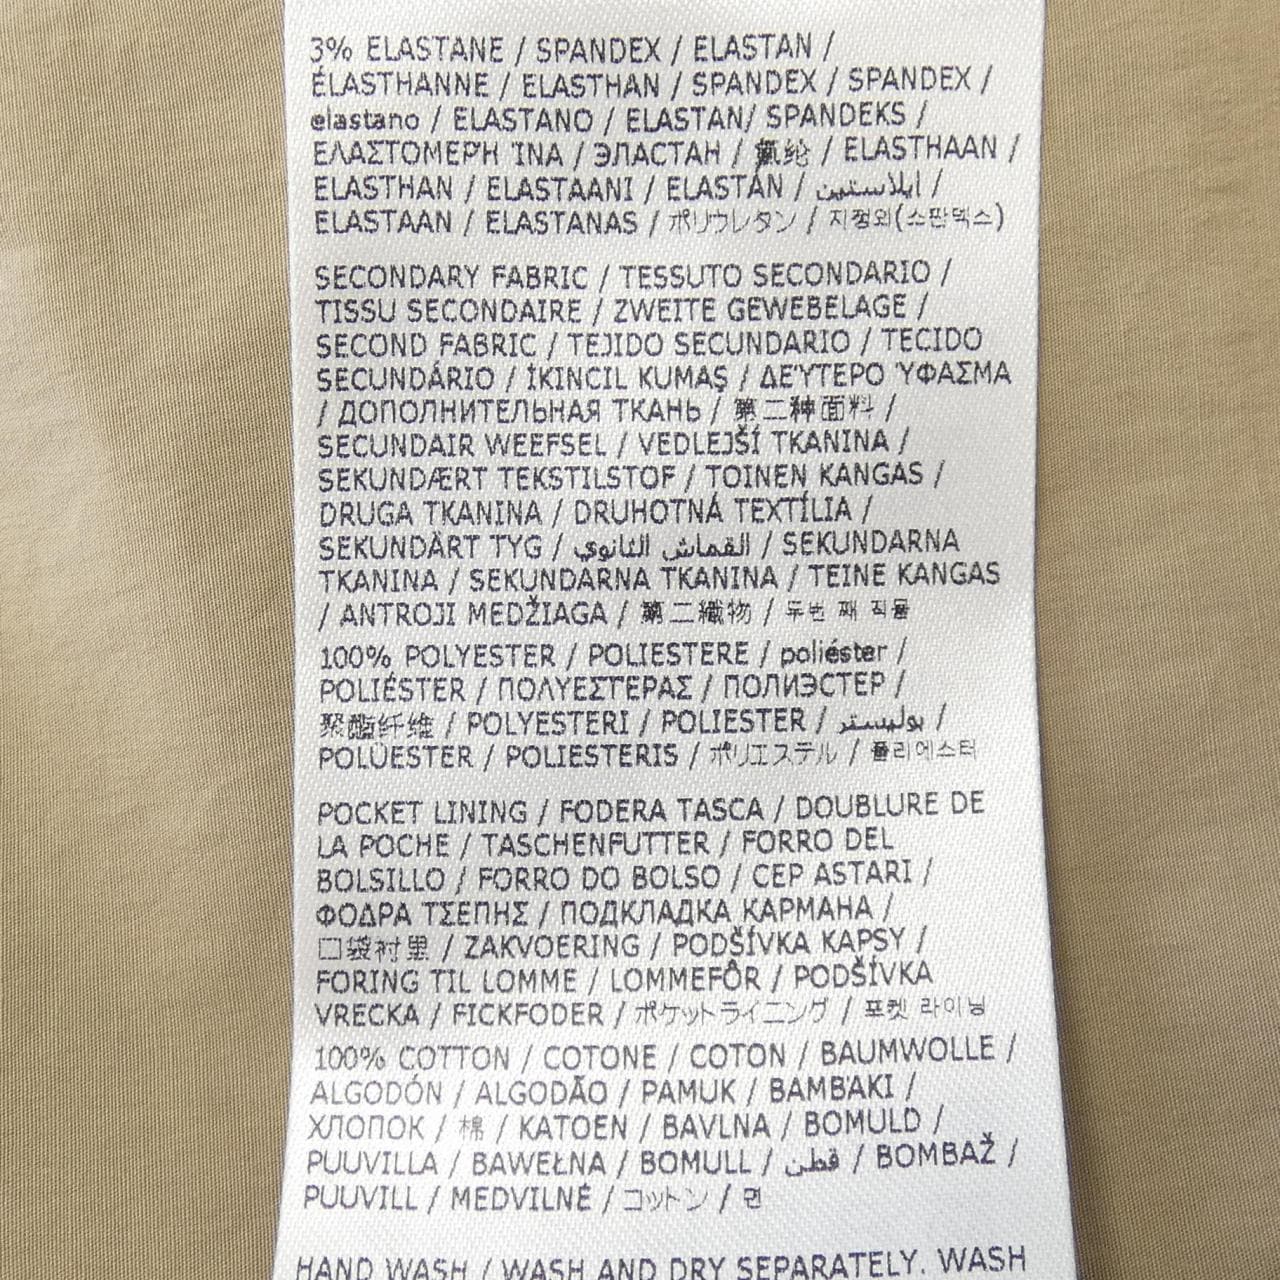 3% ELASTANE / SPANDEX / ELASTAN /
ÉLASTHANNE / ELASTHAN / SPANDEX / SPANDEX /
elastano / ELASTANO / ELASTAN/ SPANDEKS /
ΕΛΑΣΤΟΜΕΡΉ ΊΝΑ / ЭЛАСТАН / 氨纶 / ELASTHAAN /
ELASTHAN / ELASTAANI / ELASTÁN / ايلاستين /
ELASTAAN / ELASTANAS / ポリウレタン / 지정외(스판덱스)
SECONDARY FABRIC / TESSUTO SECONDARIO /
TISSU SECONDAIRE / ZWEITE GEWEBELAGE /
SECOND FABRIC / TEJIDO SECUNDARIO / TECIDO
SECUNDÁRIO / İKINCIL KUMAŞ / ΔΕΎΤΕΡΟ ΎΦΑΣΜΑ
/ ДОПОЛНИТЕЛЬНАЯ ТКАНЬ / 第二种面料 /
SECUNDAIR WEEFSEL / VEDLEJŠÍ TKANINA /
SEKUNDÆRT TEKSTILSTOF / TOINEN KANGAS /
DRUGA TKANINA / DRUHOTNÁ TEXTÍLIA /
SEKUNDÄRT TYG / القماش الثانوي / SEKUNDARNA
TKANINA / SEKUNDARNA TKANINA / TEINE KANGAS
/ ANTROJI MEDŽIAGA / 第二織物 / 두번 째 직물
100% POLYESTER / POLIESTERE / poliéster /
POLIÉSTER / ΠΟΛΥΕΣΤΕΡΑΣ / ПОЛИЭСТЕР /
聚酯纤维 / POLYESTERI / POLIESTER / بوليستر /
POLÜESTER / POLIESTERIS / ポリエステル / 폴리에스터
POCKET LINING / FODERA TASCA / DOUBLURE DE
LA POCHE / TASCHENFUTTER / FORRO DEL
BOLSILLO / FORRO DO BOLSO / CEP ASTARI /
ΦΟΔΡΑ ΤΣΕΠΗΣ / ПОДКЛАДКА КАРМАНА /
口袋衬里 / ZAKVOERING / PODŠÍVKA KAPSY /
FORING TIL LOMME / LOMMEFÔR / PODŠÍVKA
VRECKA / FICKFODER / ポケットライニング / 포켓 라이닝
100% COTTON / COTONE / COTON / BAUMWOLLE /
ALGODÓN / ALGODÃO / PAMUK / ΒΑΜΒΆΚΙ /
ХЛОПОК / 棉 / KATOEN / BAVLNA / BOMULD /
PUUVILLA / BAWEŁNA / BOMULL / قطن / BOMBAŽ /
PUUVILL / MEDVILNĖ / コットン / 면
HAND WASH / WASH AND DRY SEPARATELY. WASH